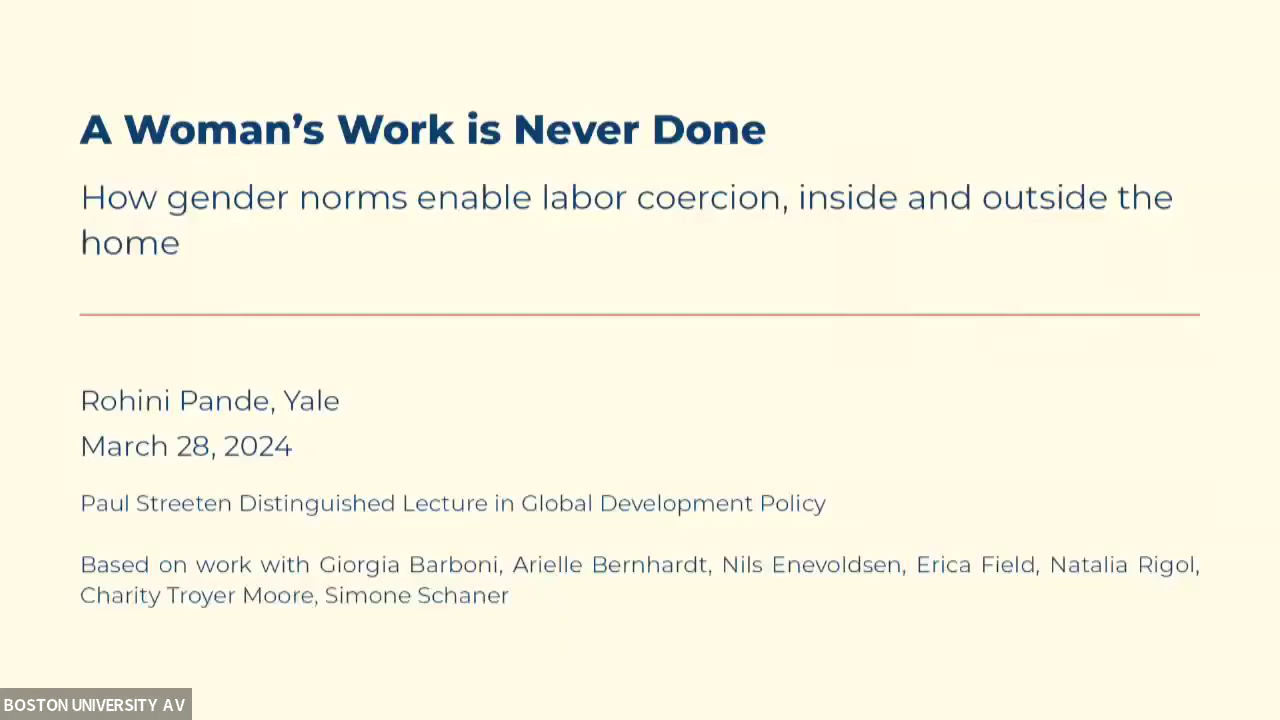 A Woman’s Work is Never Done
How gender norms enable labor coercion, inside and outside the
home
Rohini Pande, Yale
March 28, 2024
Paul Streeten Distinguished Lecture in Global Development Policy
Based on work with Giorgia Barboni, Arielle Bernhardt, Nils Enevoldsen, Erica Field, Natalia Rigol,
Charity Troyer Moore, Simone Schaner
BOSTON UNIVERSITY AV